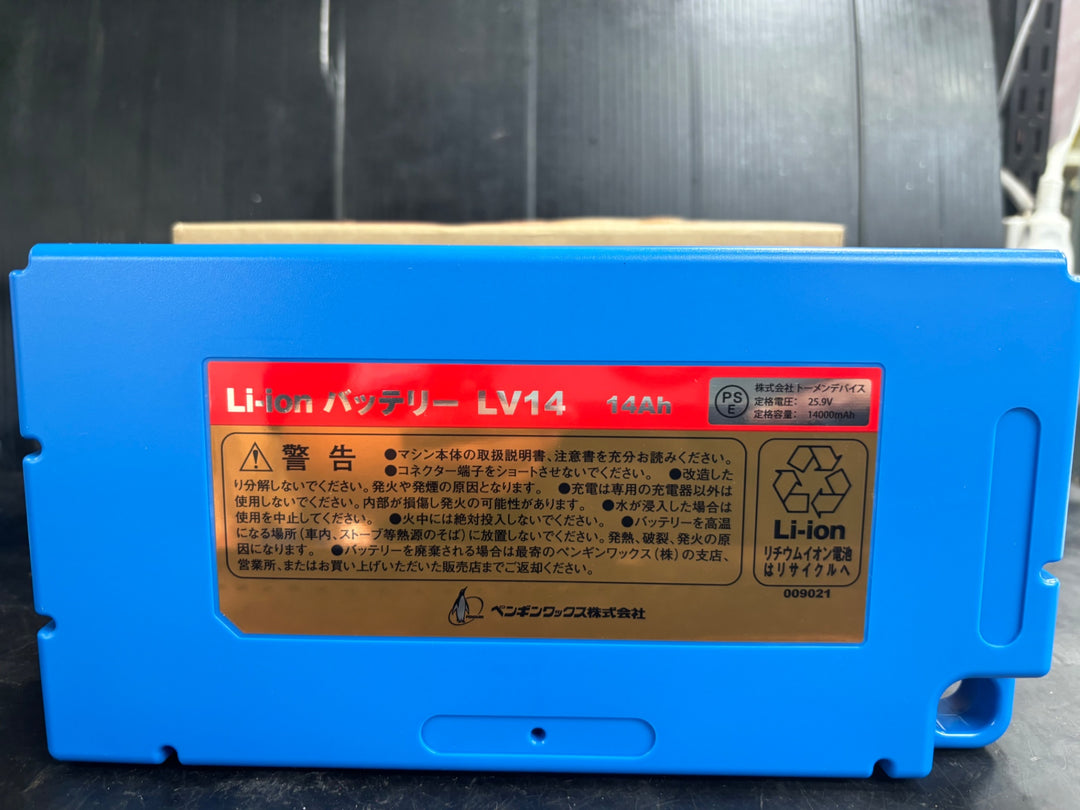 Li-ion バッテリー LV14 14Ah
PS
E
株式会社トーメンデバイス
定格電圧： 25.9V
定格容量： 14000mAh
警告 ●マシン本体の取扱説明書、注意書を充分お読みください。
●コネクター端子をショートさせないでください。 ●改造した
り分解しないでください。発火や発煙の原因となります。 ●充電は専用の充電器以外は
使用しないでください。内部が損傷し発火の可能性があります。 ●水が浸入した場合は
使用を中止してください。 ●火中には絶対投入しないでください。 ●バッテリーを高温
になる場所（車内、ストーブ等熱源のそば）に放置しないでください。発熱、破裂、発火の原
因になります。 ●バッテリーを廃棄される場合は最寄のペンギンワックス（株）の支店、
営業所、またはお買い上げいただいた販売店までご返却ください。
Li-ion
リチウムイオン電池
はリサイクルへ
009021
ペンギンワックス株式会社